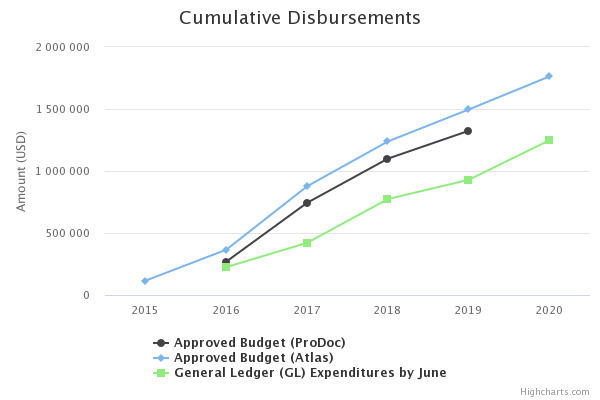 Cumulative Disbursements
Amount (USD)
2 000 000
1 500 000
1 000 000
500 000
0
2015 2016 2017 2018 2019 2020
Approved Budget (ProDoc)
Approved Budget (Atlas)
General Ledger (GL) Expenditures by June
Highcharts.com